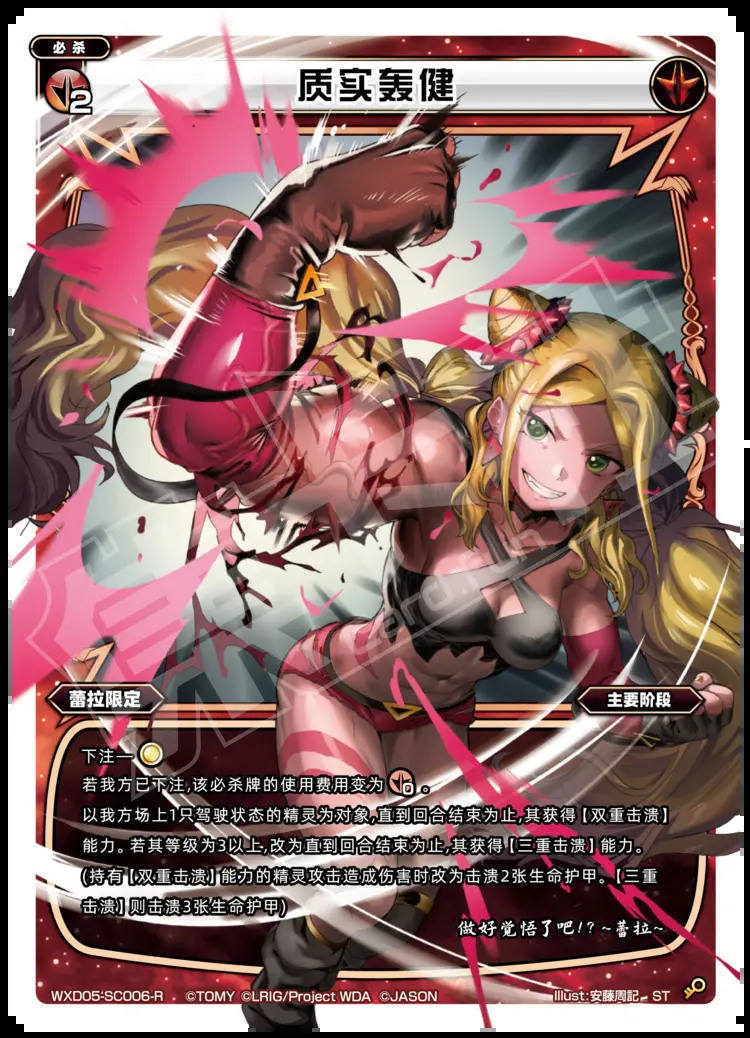 必杀
2
质实轰健
蕾拉限定
主要阶段
下注—
若我方已下注,该必杀牌的使用费用变为 0 。
以我方场上1只驾驶状态的精灵为对象,直到回合结束为止,其获得【双重击溃】
能力。若其等级为3以上,改为直到回合结束为止,其获得【三重击溃】能力。
(持有【双重击溃】能力的精灵攻击造成伤害时改为击溃2张生命护甲。【三重
击溃】则击溃3张生命护甲)
做好觉悟了吧!?~蕾拉~
WXD05-SC006-R ©TOMY ©LRIG/Project WDA ©JASON Illust:安藤周記 ST